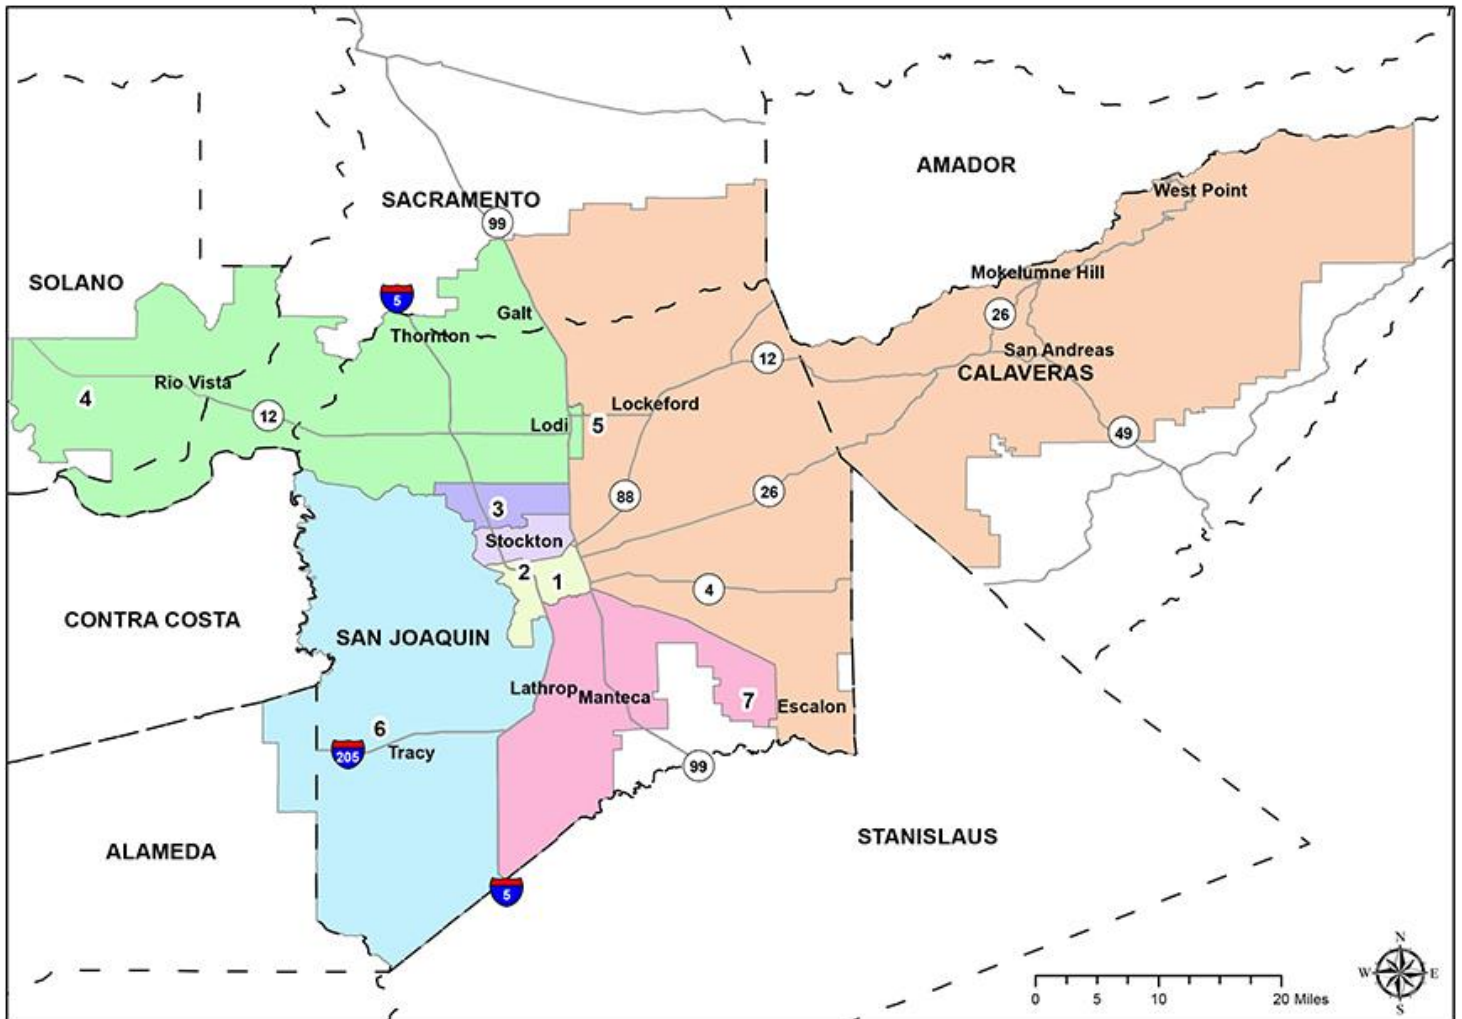 AMADOR
West Point
SACRAMENTO
99
Mokelumne Hill
SOLANO
5
Galt
26
Thornton
San Andreas
12
CALAVERAS
Rio Vista
4
Lockeford
12
Lodi
5
49
26
88
3
Stockton
2
1
4
CONTRA COSTA
SAN JOAQUIN
Lathrop
Manteca
7
Escalon
6
205
Tracy
99
STANISLAUS
ALAMEDA
5
N
W
E
S
0
5
10
20 Miles